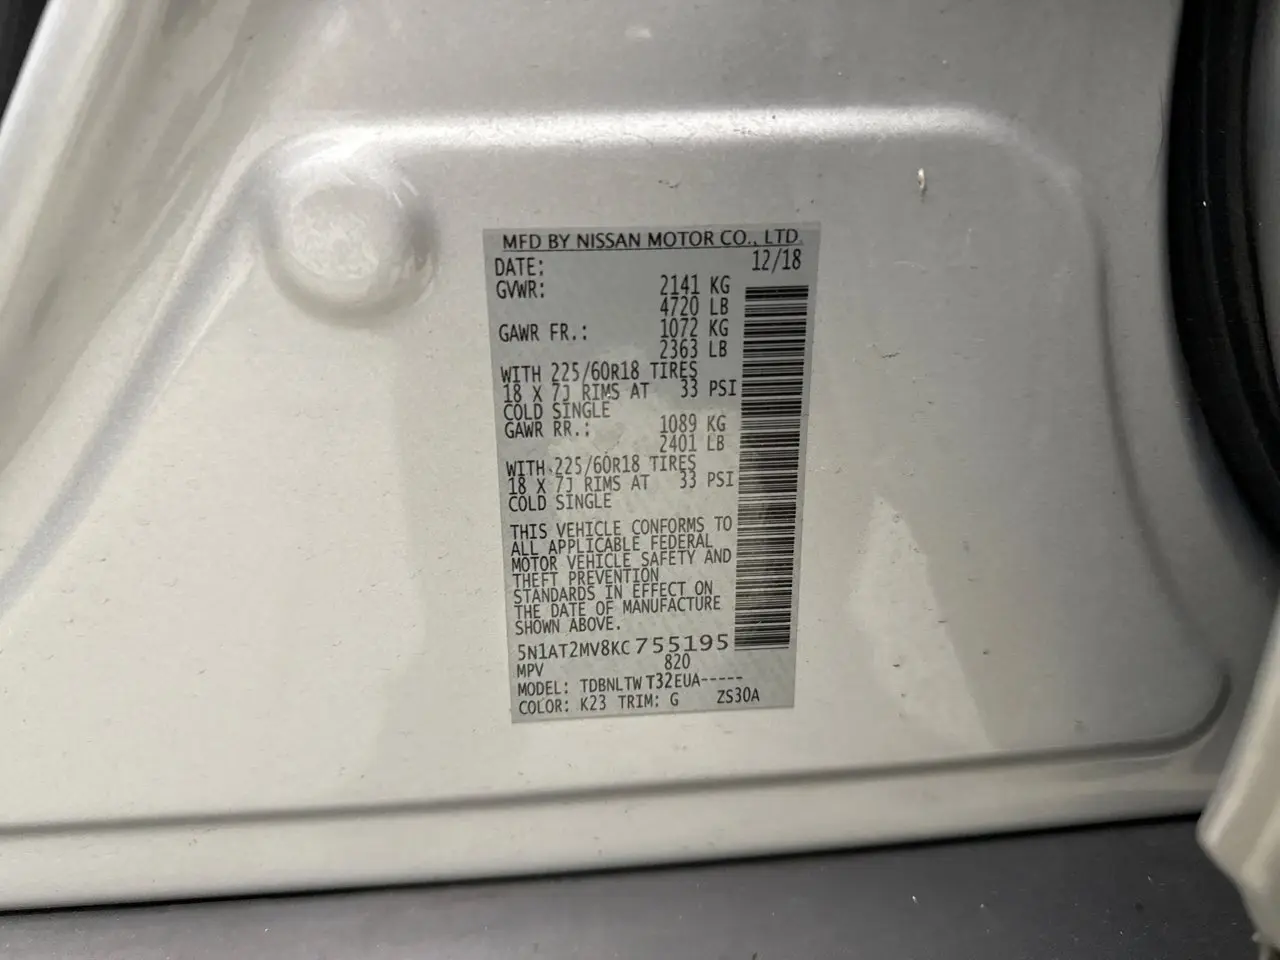 MFD BY NISSAN MOTOR CO., LTD.
DATE: 12/18
GVWR: 2141 KG
4720 LB
GAWR FR.: 1072 KG
2363 LB
WITH 225/60R18 TIRES
18 X 7J RIMS AT 33 PSI
COLD SINGLE
GAWR RR.: 1089 KG
2401 LB
WITH 225/60R18 TIRES
18 X 7J RIMS AT 33 PSI
COLD SINGLE
THIS VEHICLE CONFORMS TO
ALL APPLICABLE FEDERAL
MOTOR VEHICLE SAFETY AND
THEFT PREVENTION
STANDARDS IN EFFECT ON
THE DATE OF MANUFACTURE
SHOWN ABOVE.
5N1AT2MV8KC755195
MPV 820
MODEL: TDBNLTWT32EUA-----
COLOR: K23 TRIM: G ZS30A